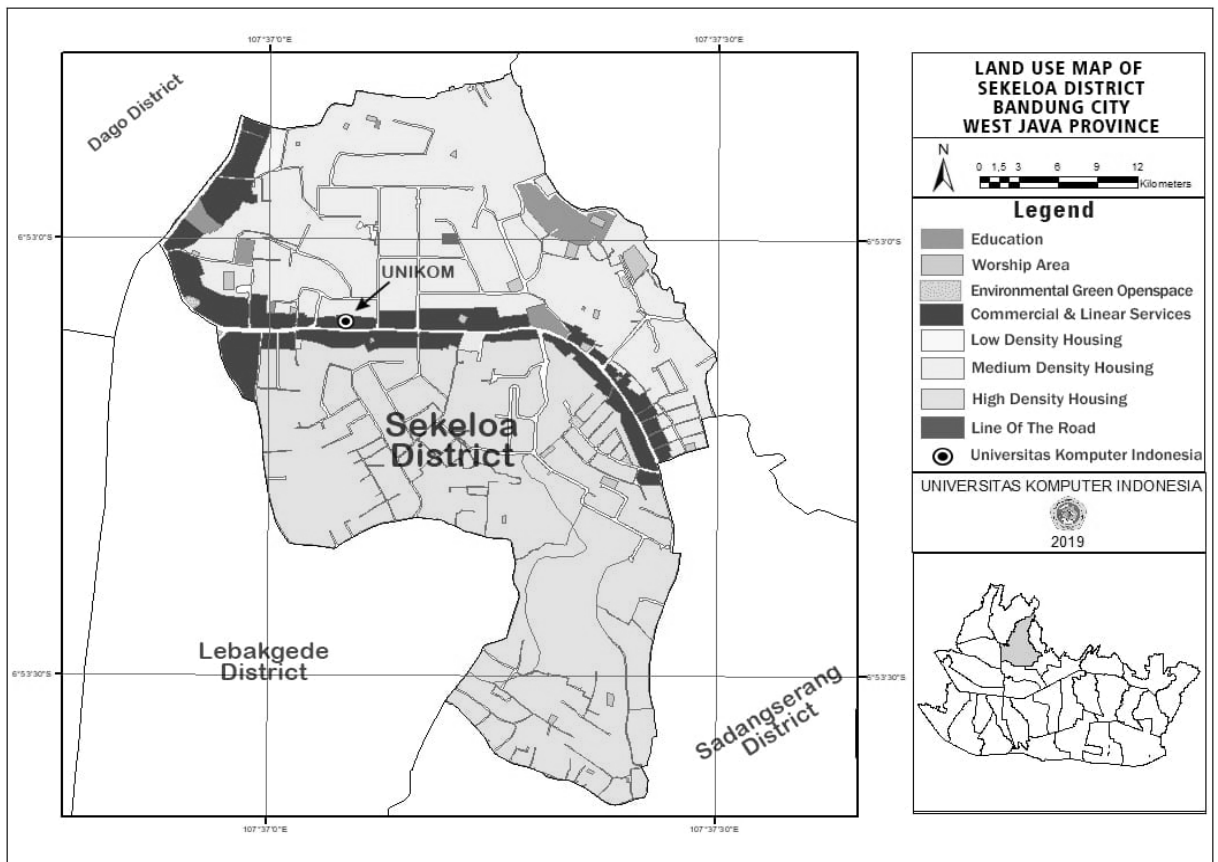 107°37'0"E
107°37'30"E
Dago District
6°53'0"S
6°53'0"S
UNIKOM
Sekeloa
District
Lebakgede
District
6°53'30"S
6°53'30"S
Sadangserang
District
107°37'0"E
107°37'30"E
LAND USE MAP OF
SEKELOA DISTRICT
BANDUNG CITY
WEST JAVA PROVINCE
N
0 1,5 3 6 9 12
Kilometers
Legend
Education
Worship Area
Environmental Green Openspace
Commercial & Linear Services
Low Density Housing
Medium Density Housing
High Density Housing
Line Of The Road
Universitas Komputer Indonesia
UNIVERSITAS KOMPUTER INDONESIA
2019